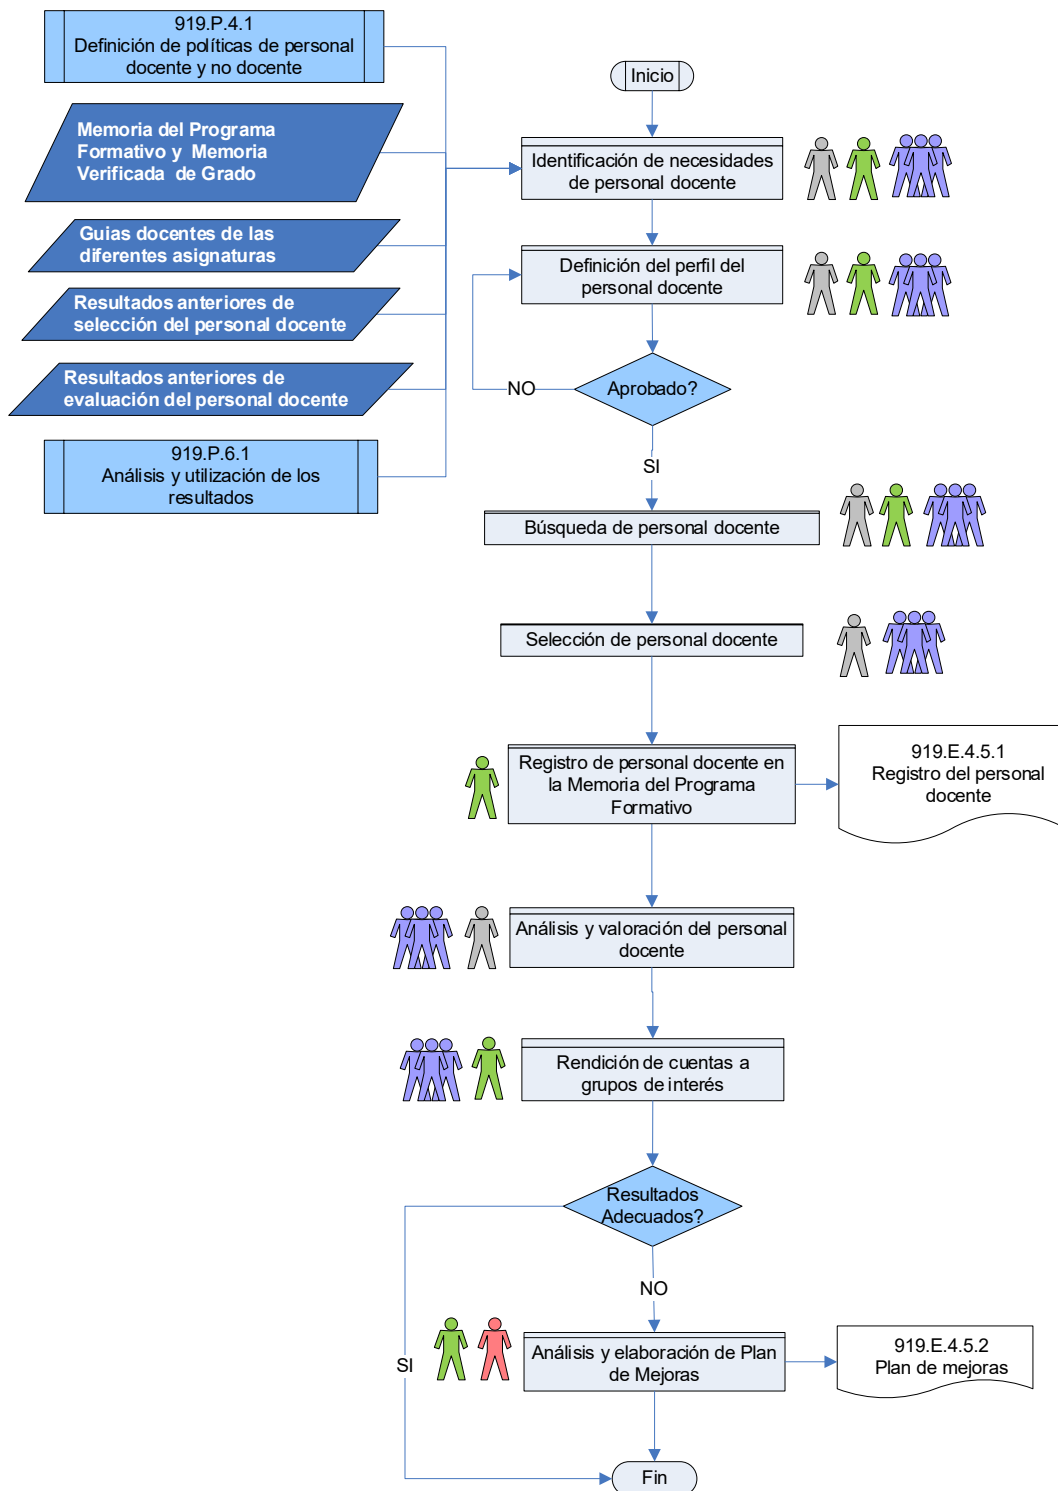 919.P.4.1
Definición de políticas de personal
docente y no docente
Inicio
Memoria del Programa
Formativo y Memoria
Verificada de Grado
Identificación de necesidades
de personal docente
Guias docentes de las
diferentes asignaturas
Definición del perfil del
personal docente
Resultados anteriores de
selección del personal docente
Resultados anteriores de
evaluación del personal docente
NO
Aprobado?
919.P.6.1
Análisis y utilización de los
resultados
SI
Búsqueda de personal docente
Selección de personal docente
Registro de personal docente en
la Memoria del Programa
Formativo
919.E.4.5.1
Registro del personal
docente
Análisis y valoración del personal
docente
Rendición de cuentas a
grupos de interés
Resultados
Adecuados?
NO
SI
Análisis y elaboración de Plan
de Mejoras
919.E.4.5.2
Plan de mejoras
Fin